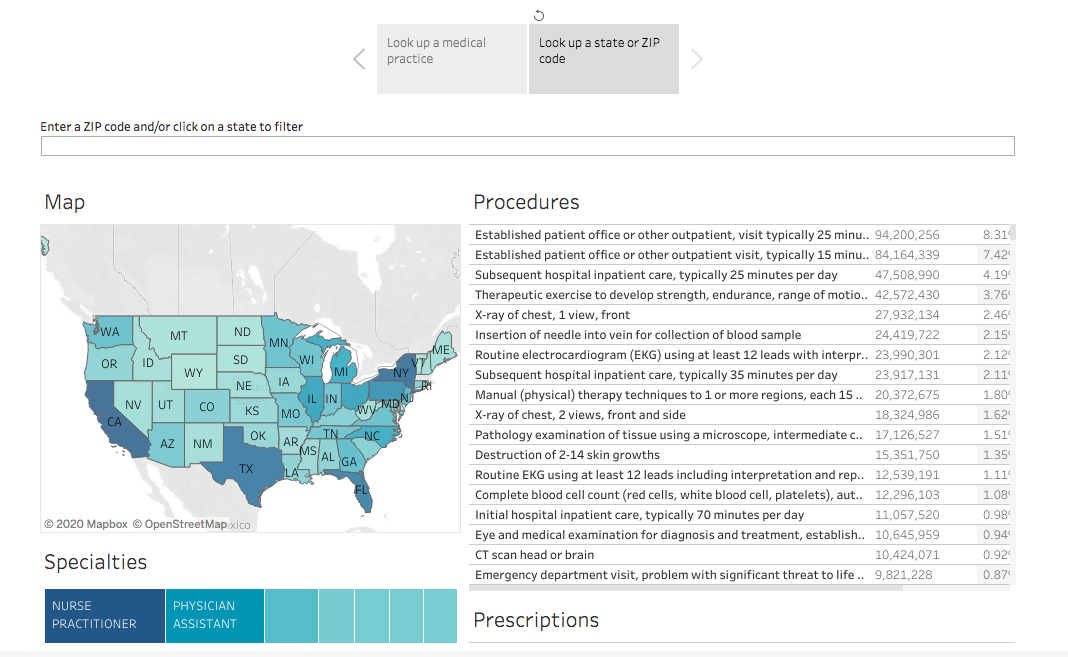 Look up a medical
practice
Look up a state or ZIP
code
Enter a ZIP code and/or click on a state to filter
Map
WA
MT
ND
MN
ME
OR
ID
SD
WI
VT
WY
MI
NY
RI
NE
IA
NV
UT
CO
IL
IN
NJ
CA
KS
MO
WV
MD
AZ
NM
OK
TN
NC
AR
MS
AL
GA
TX
LA
FL
© 2020 Mapbox © OpenStreetMap
xico
Specialties
NURSE
PRACTITIONER
PHYSICIAN
ASSISTANT
Procedures
Established patient office or other outpatient, visit typically 25 minu.. 94,200,256 8.31%
Established patient office or other outpatient visit, typically 15 minu.. 84,164,339 7.42%
Subsequent hospital inpatient care, typically 25 minutes per day 47,508,990 4.19%
Therapeutic exercise to develop strength, endurance, range of motio.. 42,572,430 3.76%
X-ray of chest, 1 view, front 27,932,134 2.46%
Insertion of needle into vein for collection of blood sample 24,419,722 2.15%
Routine electrocardiogram (EKG) using at least 12 leads with interpr.. 23,990,301 2.12%
Subsequent hospital inpatient care, typically 35 minutes per day 23,917,131 2.11%
Manual (physical) therapy techniques to 1 or more regions, each 15 .. 20,372,675 1.80%
X-ray of chest, 2 views, front and side 18,324,986 1.62%
Pathology examination of tissue using a microscope, intermediate c.. 17,126,527 1.51%
Destruction of 2-14 skin growths 15,351,750 1.35%
Routine EKG using at least 12 leads including interpretation and rep.. 12,539,191 1.11%
Complete blood cell count (red cells, white blood cell, platelets), aut.. 12,296,103 1.08%
Initial hospital inpatient care, typically 70 minutes per day 11,057,520 0.98%
Eye and medical examination for diagnosis and treatment, establish.. 10,645,959 0.94%
CT scan head or brain 10,424,071 0.92%
Emergency department visit, problem with significant threat to life .. 9,821,228 0.87%
Prescriptions